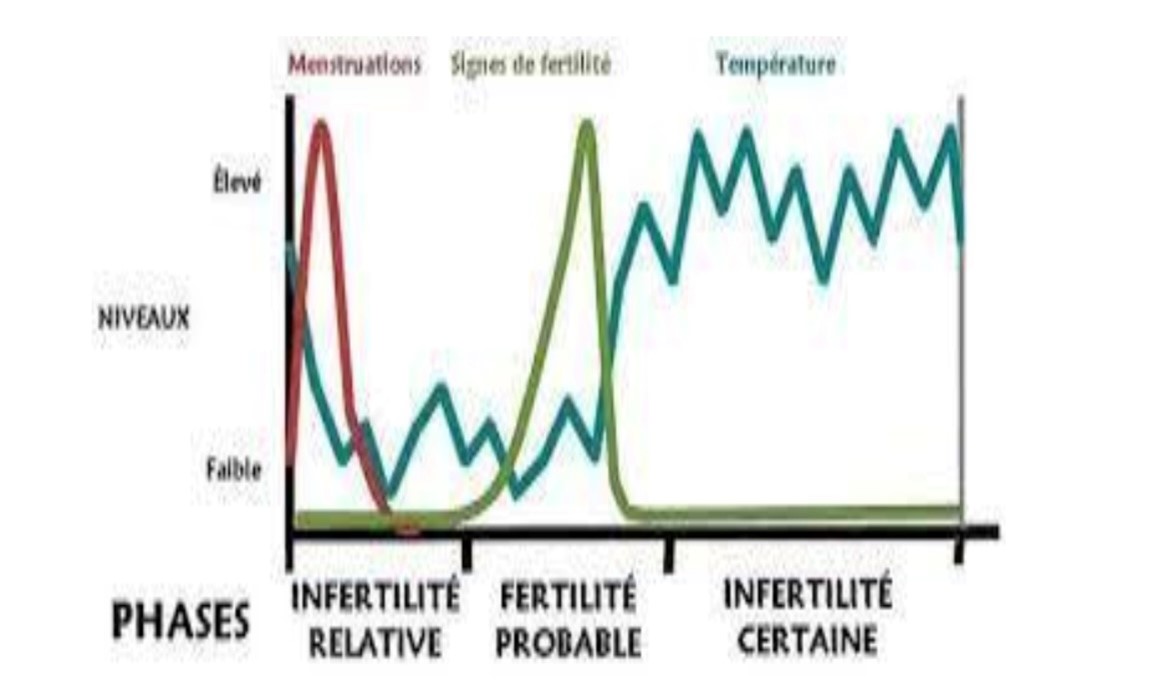 Menstruations Signes de fertilité Température
Élevé
NIVEAUX
Faible
PHASES
INFERTILITÉ
RELATIVE
FERTILITÉ
PROBABLE
INFERTILITÉ
CERTAINE